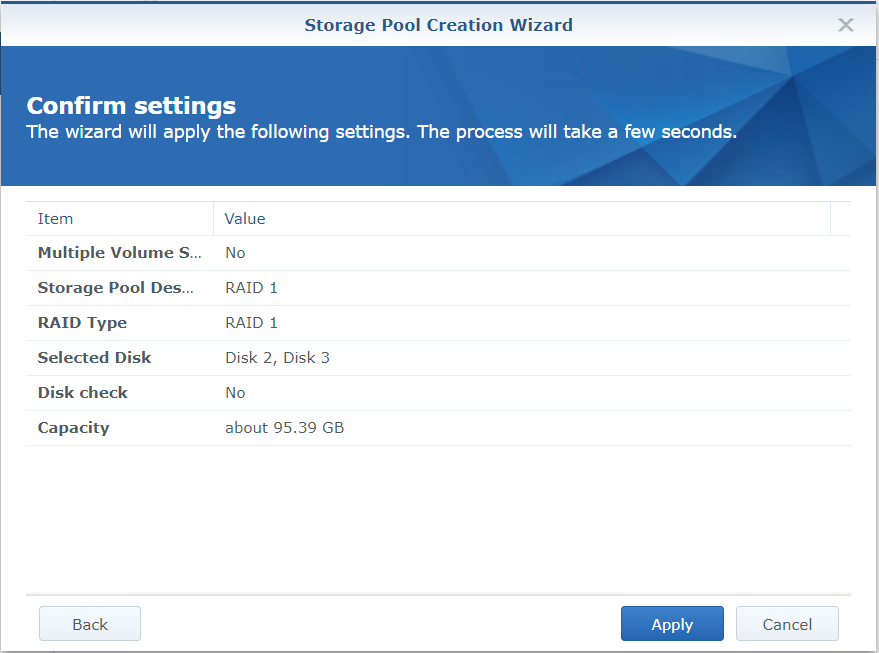 Storage Pool Creation Wizard
Confirm settings
The wizard will apply the following settings. The process will take a few seconds.
Item Value
Multiple Volume S... No
Storage Pool Des... RAID 1
RAID Type RAID 1
Selected Disk Disk 2, Disk 3
Disk check No
Capacity about 95.39 GB
Back Apply Cancel